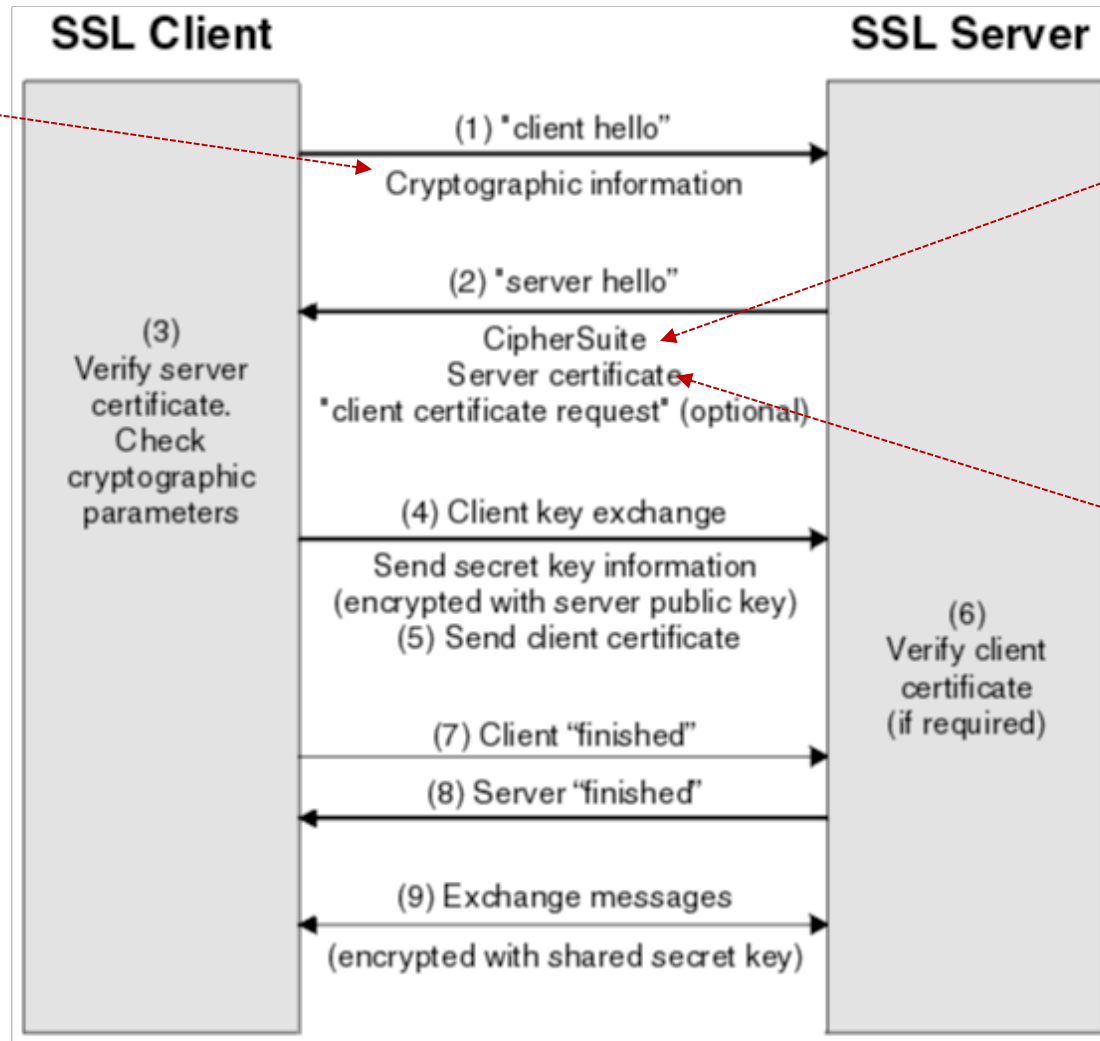 SSL Client
SSL Server
(1) "client hello”
Cryptographic information
(2) "server hello”
CipherSuite
Server certificate
"client certificate request" (optional)
(3)
Verify server
certificate.
Check
cryptographic
parameters
(4) Client key exchange
Send secret key information
(encrypted with server public key)
(5) Send client certificate
(6)
Verify client
certificate
(if required)
(7) Client “finished”
(8) Server “finished”
(9) Exchange messages
(encrypted with shared secret key)